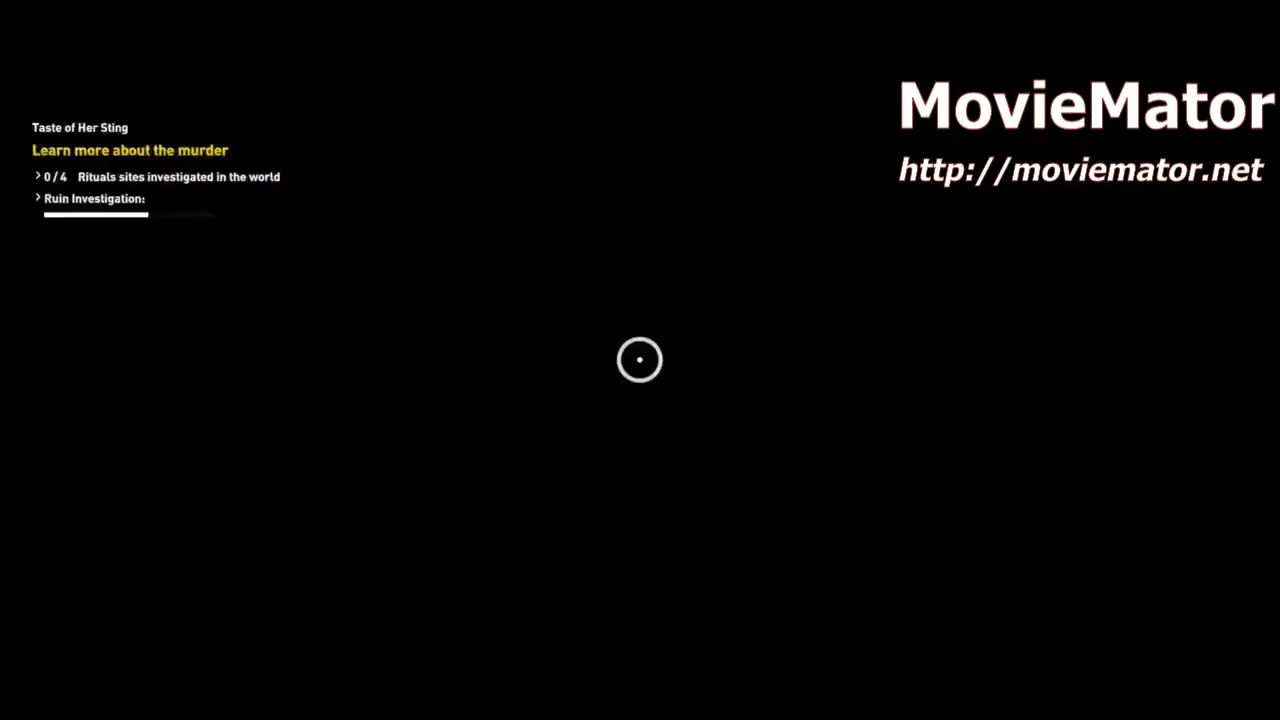 MovieMator
http://moviemator.net
Taste of Her Sting
Learn more about the murder
> 0/4 Rituals sites investigated in the world
> Ruin Investigation: